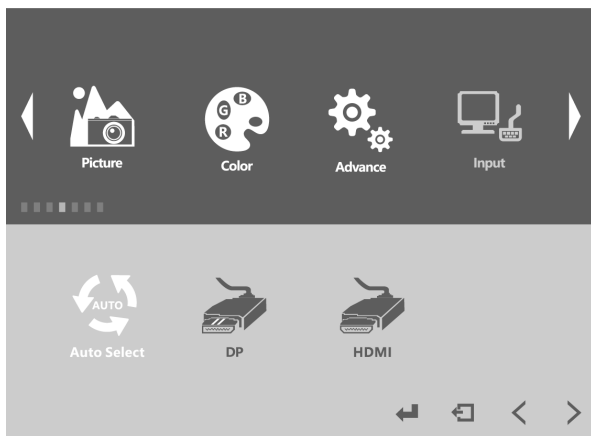 Picture
G B R
Color
Advance
Input
AUTO
Auto Select
DP
HDMI